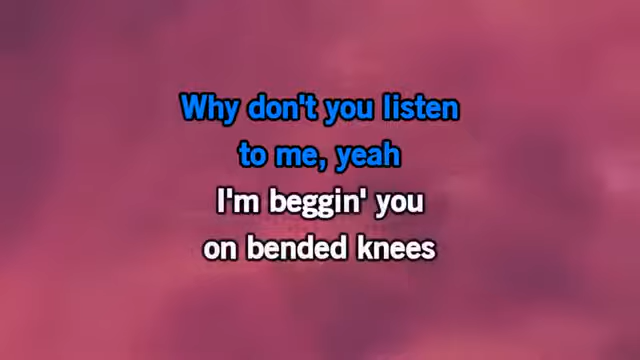 Why don't you listen
to me, yeah
I'm beggin' you
on bended knees